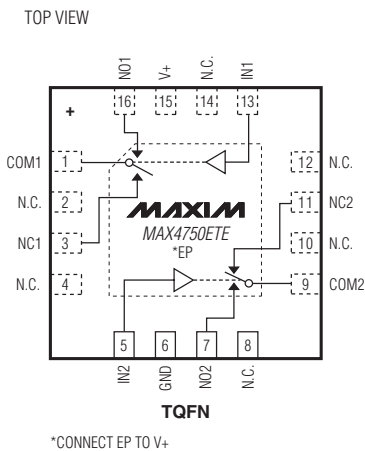 TOP VIEW
NO1
V+
N.C.
IN1
+
16
15
14
13
COM1
1
12
N.C.
N.C.
2
11
NC2
MAXIM
NC1
3
MAX4750ETE
10
N.C.
*EP
N.C.
4
9
COM2
5
6
7
8
IN2
GND
NO2
N.C.
TQFN
*CONNECT EP TO V+